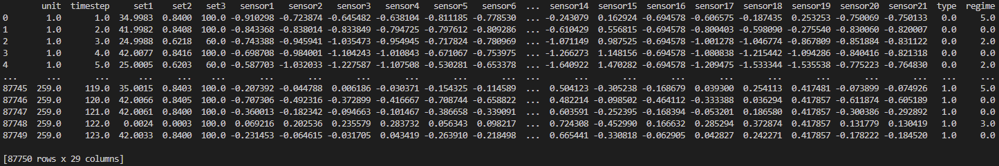 unit timestep set1 set2 set3 sensor1 sensor2 sensor3 sensor4 sensor5 sensor6 ... sensor14 sensor15 sensor16 sensor17 sensor18 sensor19 sensor20 sensor21 type regime
0 1.0 1.0 34.9983 0.8400 100.0 -0.910298 -0.723874 -0.645482 -0.638104 -0.811185 -0.778530 ... -0.243079 0.162924 -0.694578 -0.606575 -0.187435 0.253253 -0.750069 -0.750133 0.0 5.0
1 1.0 2.0 41.9982 0.8408 100.0 -0.843368 -0.838014 -0.833849 -0.794725 -0.797612 -0.809286 ... -0.610429 0.556815 -0.694578 -0.800403 -0.598090 -0.275540 -0.830060 -0.820007 0.0 0.0
2 1.0 3.0 24.9988 0.6218 60.0 -0.743388 -0.945941 -1.035473 -0.954945 -0.717824 -0.780969 ... -1.071149 0.987525 -0.694578 -1.001278 -1.046774 -0.867809 -0.851884 -0.831122 0.0 2.0
3 1.0 4.0 42.0077 0.8416 100.0 -0.698708 -0.984001 -1.104243 -1.010843 -0.671067 -0.753975 ... -1.266273 1.148156 -0.694578 -1.080838 -1.215442 -1.094286 -0.840416 -0.821318 0.0 0.0
4 1.0 5.0 25.0005 0.6203 60.0 -0.587703 -1.032033 -1.227587 -1.107508 -0.530281 -0.653378 ... -1.640922 1.470282 -0.694578 -1.209475 -1.533344 -1.535538 -0.775223 -0.764830 0.0 2.0
... ... ... ... ... ... ... ... ... ... ... ... ... ... ... ... ... ... ... ... ... ... ...
87745 259.0 119.0 35.0015 0.8403 100.0 -0.207392 -0.044788 0.006186 -0.030371 -0.154325 -0.114589 ... 0.504123 -0.305238 -0.168679 0.039300 0.254113 0.417481 -0.073899 -0.074926 1.0 5.0
87746 259.0 120.0 42.0066 0.8405 100.0 -0.707306 -0.492316 -0.372899 -0.416667 -0.708744 -0.658822 ... 0.482214 -0.098502 -0.464112 -0.333388 0.036294 0.417857 -0.611874 -0.605189 1.0 0.0
87747 259.0 121.0 42.0061 0.8400 100.0 -0.360013 -0.182342 -0.094663 -0.101467 -0.386658 -0.339091 ... 0.603591 -0.252395 -0.168394 -0.053201 0.186580 0.417857 -0.300386 -0.292892 1.0 0.0
87748 259.0 122.0 0.0024 0.0003 100.0 0.069216 0.202536 0.235579 0.283732 0.056343 0.098217 ... 0.724308 -0.452990 0.166632 0.285294 0.372874 0.417857 0.131779 0.130419 1.0 3.0
87749 259.0 123.0 42.0033 0.8400 100.0 -0.231453 -0.064615 -0.031705 0.043419 -0.263910 -0.218498 ... 0.665441 -0.330818 -0.062905 0.042827 0.242271 0.417857 -0.178222 -0.184520 1.0 0.0
[87750 rows x 29 columns]